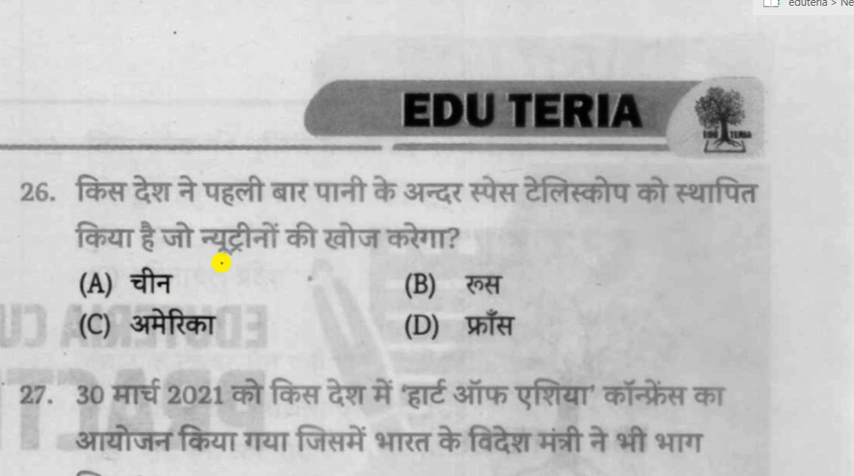 eduteria > Ne
EDU TERIA
EDU TERIA
26. किस देश ने पहली बार पानी के अन्दर स्पेस टेलिस्कोप को स्थापित
किया है जो न्यूट्रीनों की खोज करेगा?
(A) चीन (B) रूस
(C) अमेरिका (D) फ्राँस
27. 30 मार्च 2021 को किस देश में ‘हार्ट ऑफ एशिया’ कॉन्फ्रेंस का
आयोजन किया गया जिसमें भारत के विदेश मंत्री ने भी भाग